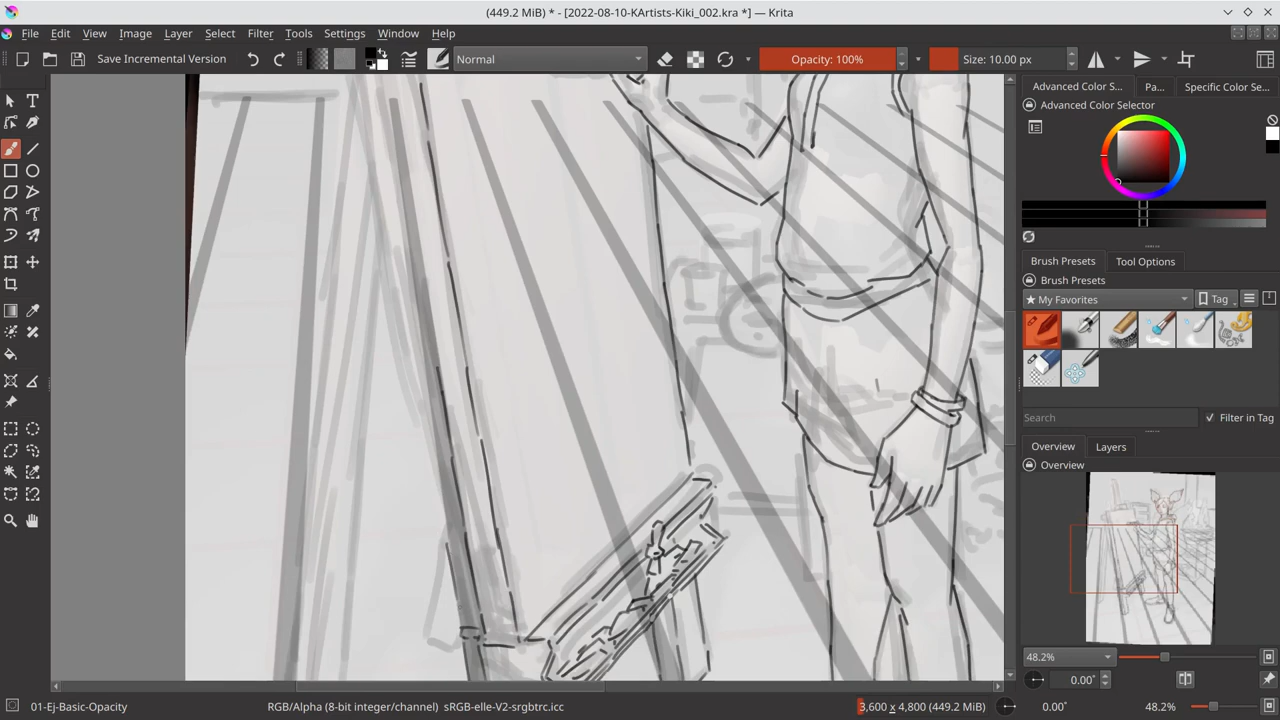 (449.2 MiB) * - [2022-08-10-KArtists-Kiki_002.kra *] — Krita
File Edit View Image Layer Select Filter Tools Settings Window Help
Save Incremental Version Normal Opacity: 100% Size: 10.00 px
Advanced Color S... Pa... Specific Color Se...
Advanced Color Selector
Brush Presets Tool Options
Brush Presets
★ My Favorites Tag
Search Filter in Tag
Overview Layers
Overview
48.2%
0.00°
01-Ej-Basic-Opacity RGB/Alpha (8-bit integer/channel) sRGB-elle-V2-srgbtrc.icc 3,600 x 4,800 (449.2 MiB) 0.00° 48.2%